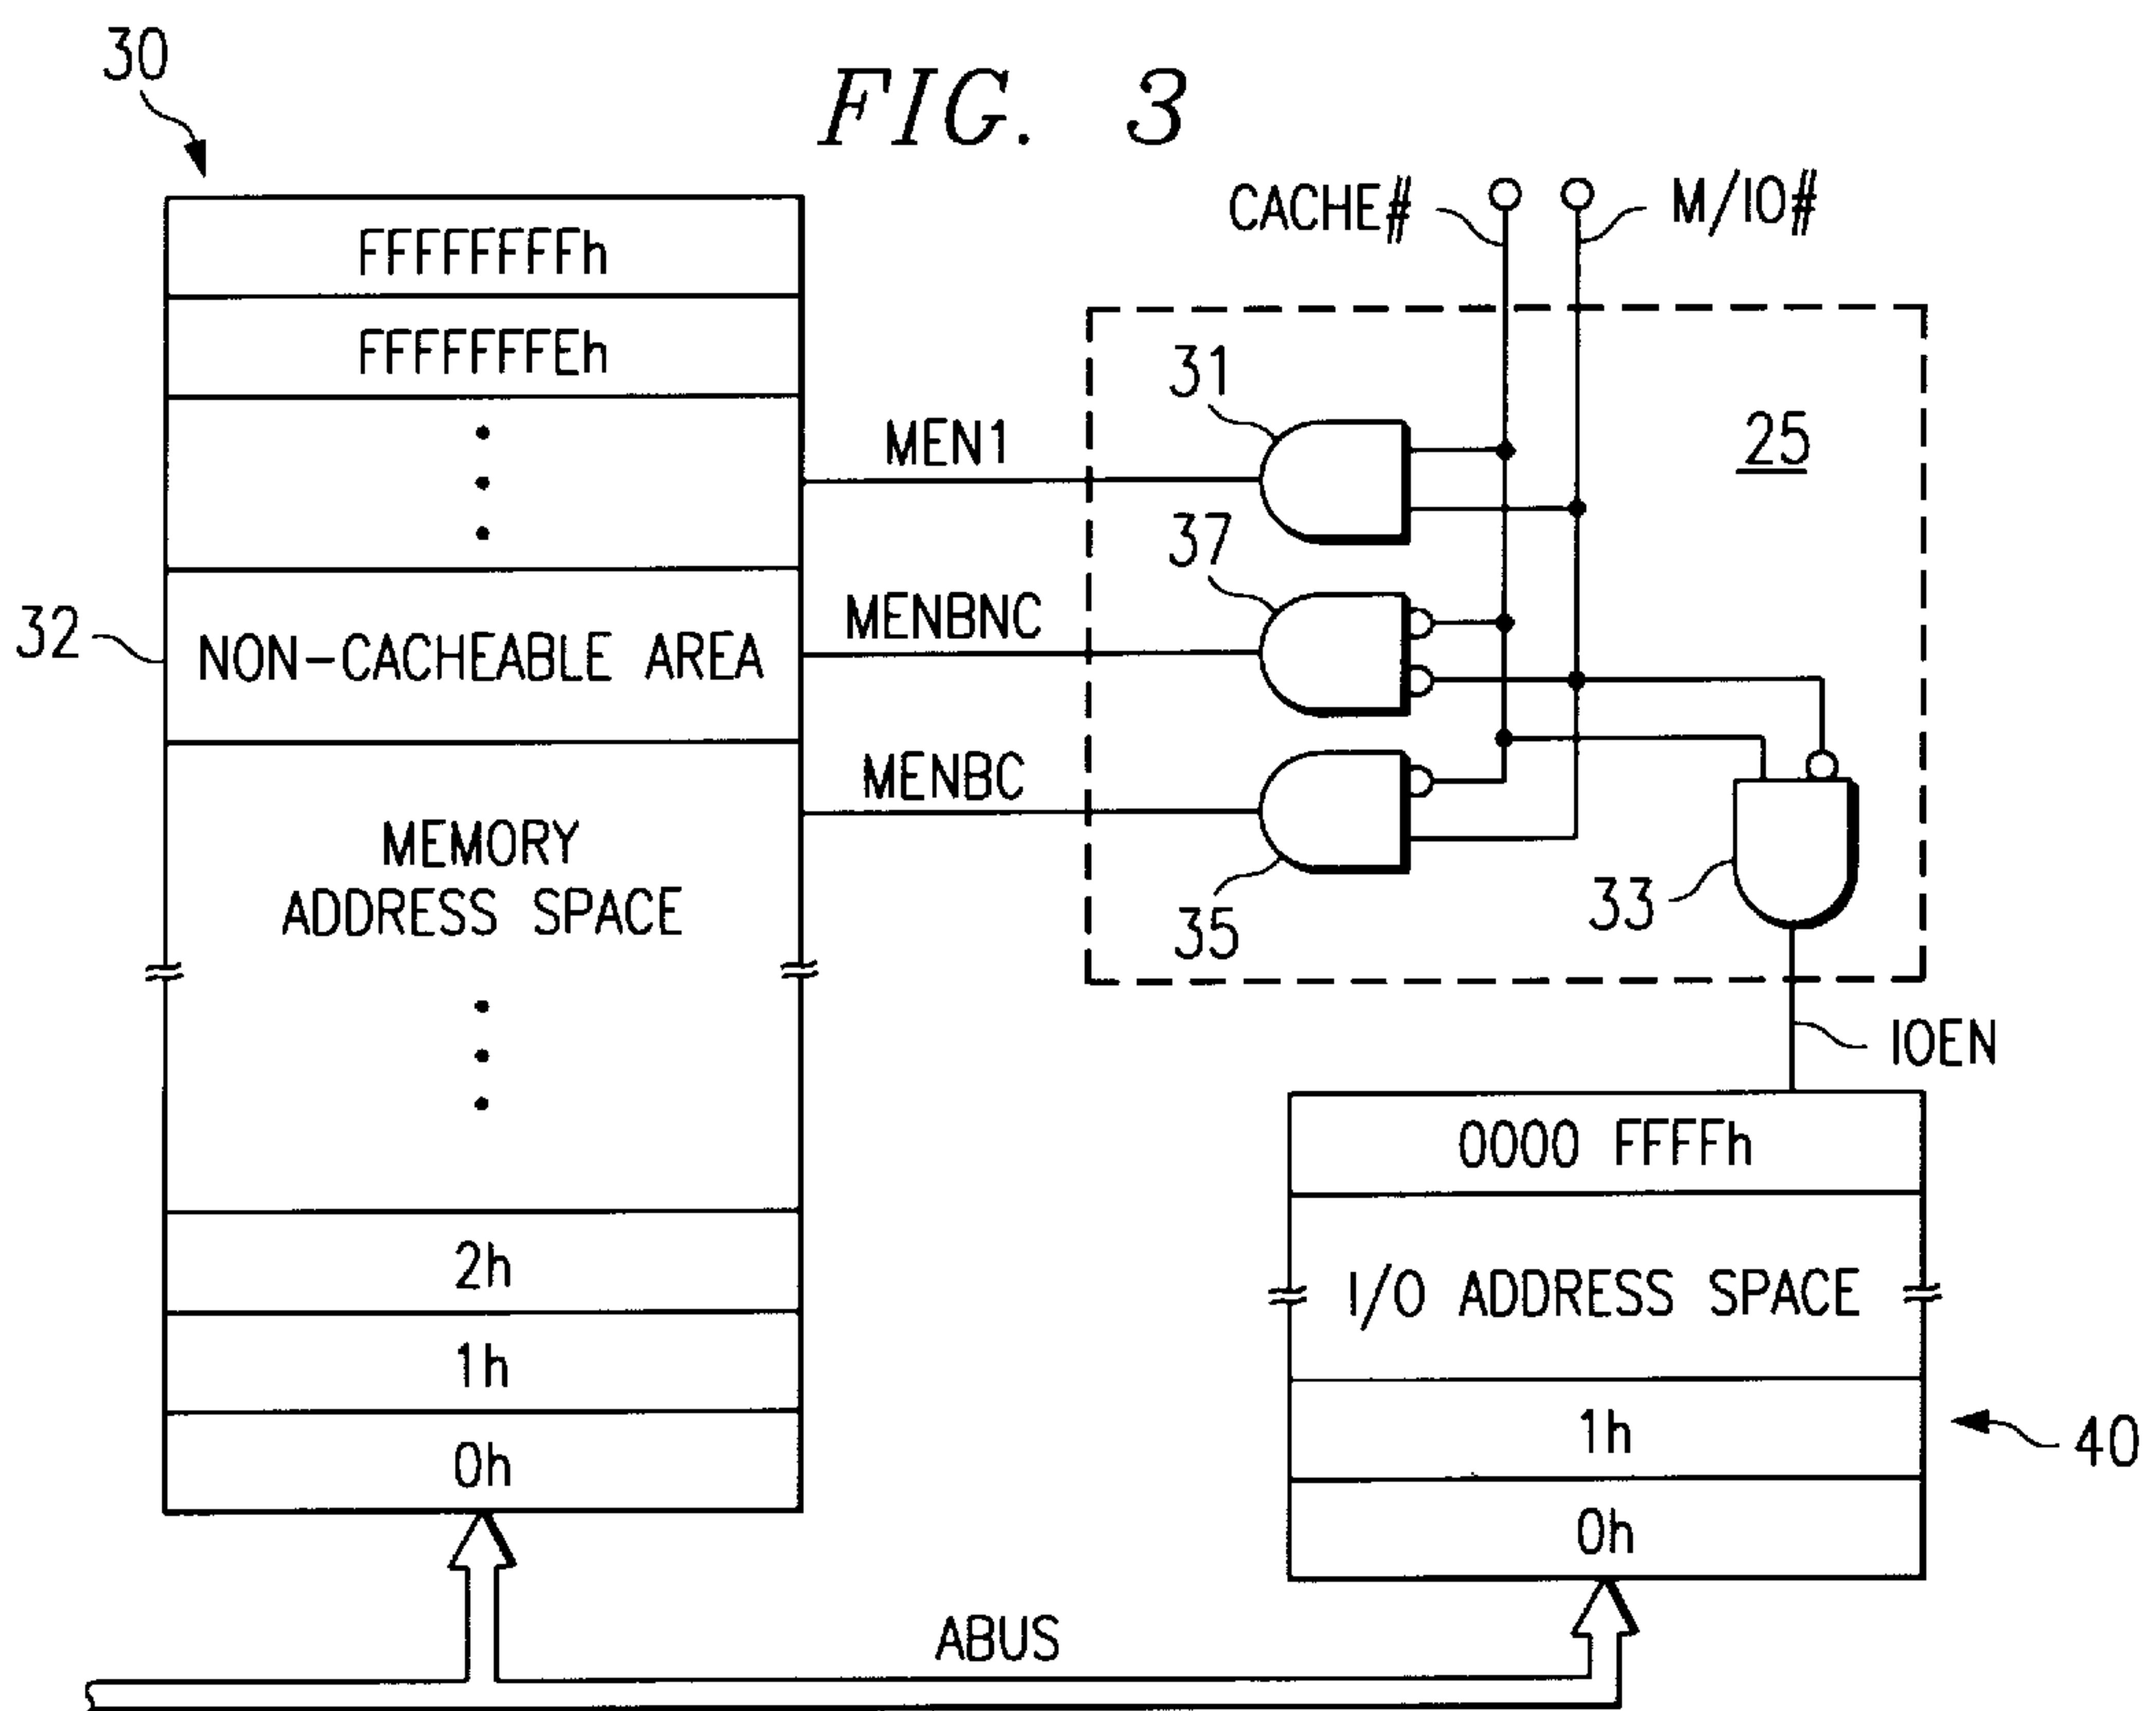 FIG. 3
30
FFFFFFFFh
FFFFFFFEh
32
NON-CACHEABLE AREA
MEMORY
ADDRESS SPACE
2h
1h
0h
CACHE#
M/IO#
25
31
MEN1
37
MENBNC
MENBC
35
33
IOEN
0000 FFFFh
I/O ADDRESS SPACE
1h
0h
40
ABUS